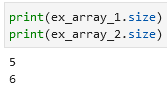 print(ex_array_1.size)
print(ex_array_2.size)
5
6